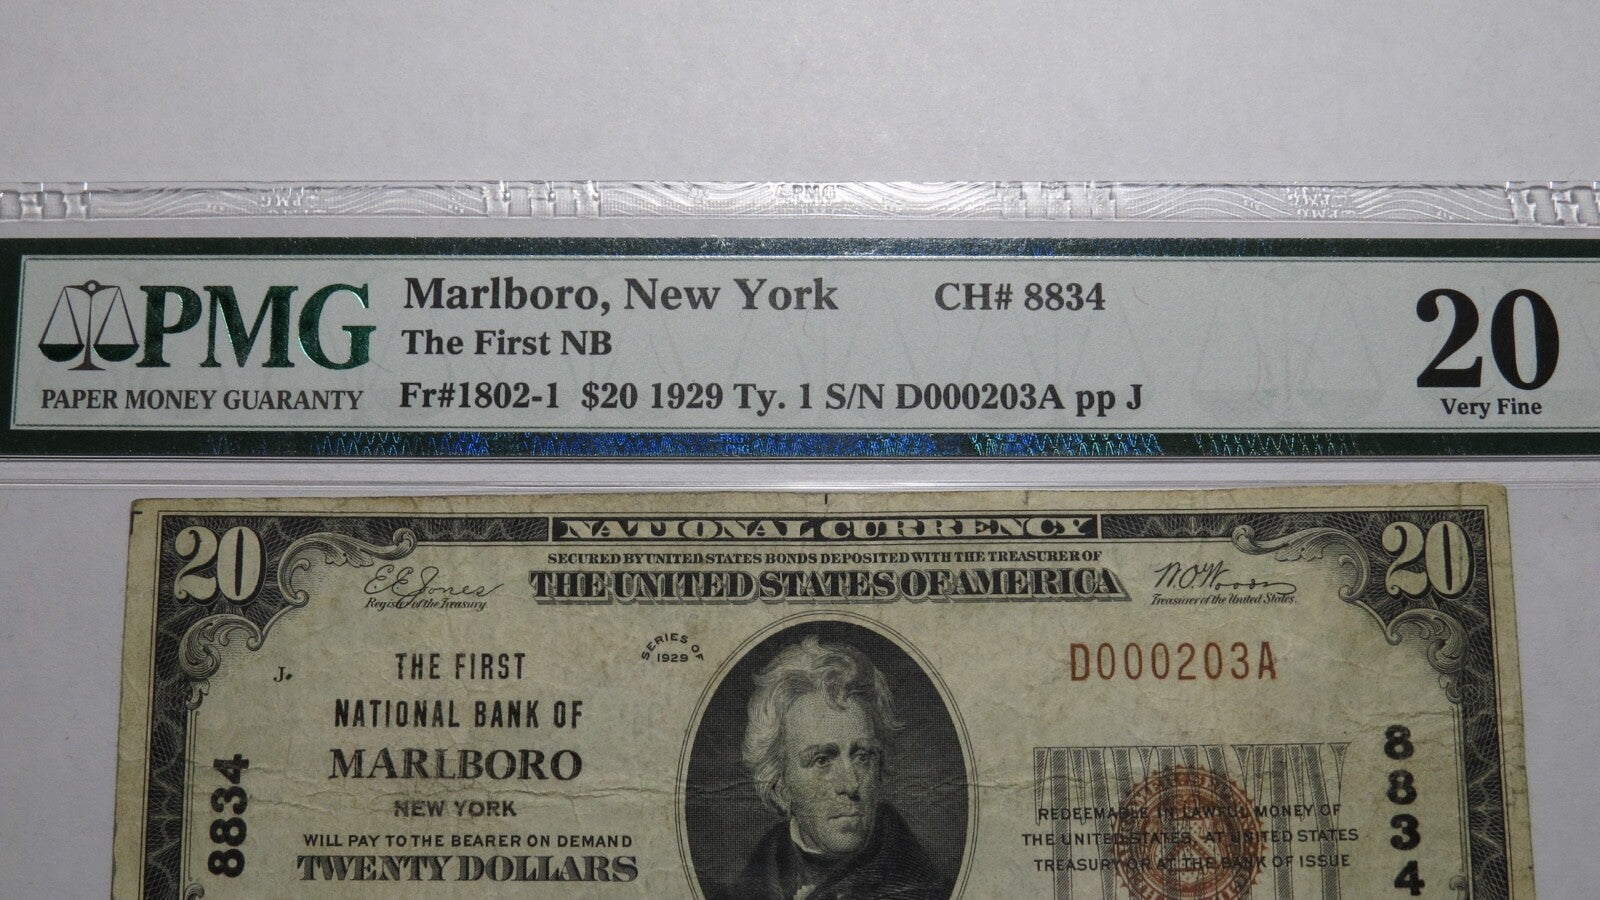 PMG
PAPER MONEY GUARANTY
Marlboro, New York CH# 8834
The First NB
Fr#1802-1 $20 1929 Ty. 1 S/N D000203A pp J
20
Very Fine
20 NATIONAL CURRENCY 20
SECURED BY UNITED STATES BONDS DEPOSITED WITH THE TREASURER OF
THE UNITED STATES OF AMERICA
E.E. Jones
Register of the Treasury.
W.O. Woods
Treasurer of the United States.
SERIES OF
1929
D000203A
J.
THE FIRST
NATIONAL BANK OF
MARLBORO
NEW YORK
WILL PAY TO THE BEARER ON DEMAND
TWENTY DOLLARS
8834
REDEEMABLE IN LAWFUL MONEY OF
THE UNITED STATES AT UNITED STATES
TREASURY OR AT THE BANK OF ISSUE
8834